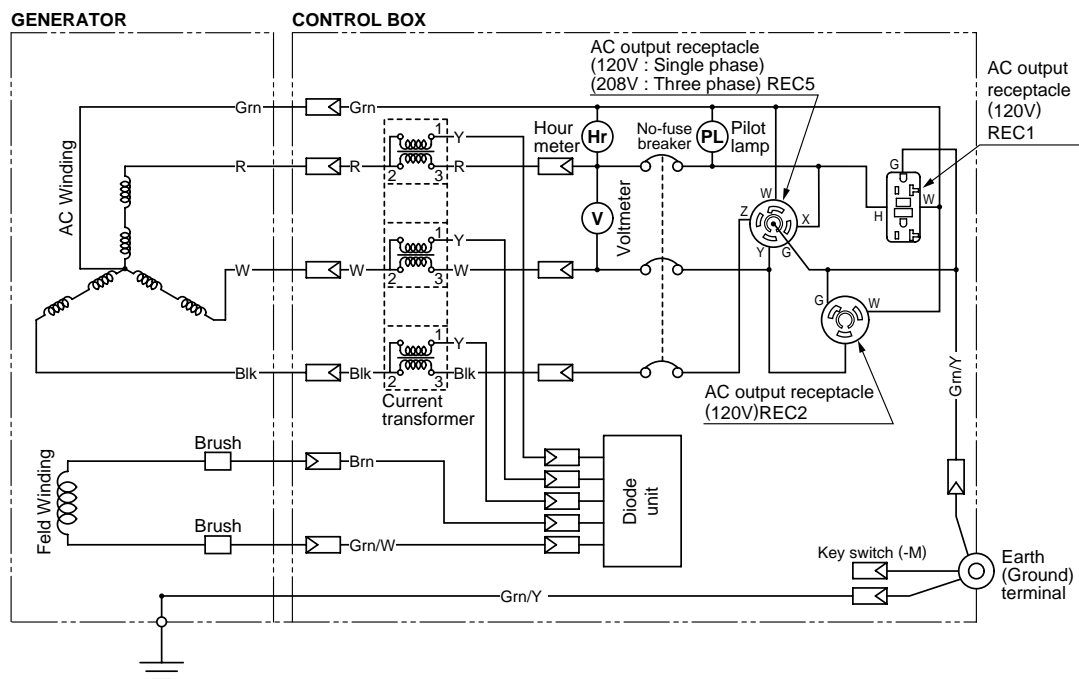 GENERATOR
CONTROL BOX
AC output receptacle
(120V : Single phase)
(208V : Three phase) REC5
AC output
receptacle
(120V)
REC1
Grn
Grn
AC Winding
R
R
2
1
3
Y
R
Hour
meter
Hr
No-fuse
breaker
PL
Pilot
lamp
V
Voltmeter
W
Z
X
Y
G
G
H
W
W
W
2
1
3
Y
W
G
W
Blk
Blk
2
1
3
Y
Blk
Current
transformer
AC output receptacle
(120V)REC2
Grn/Y
Feld Winding
Brush
Brn
Brush
Grn/W
Diode
unit
Key switch (-M)
Earth
(Ground)
terminal
Grn/Y